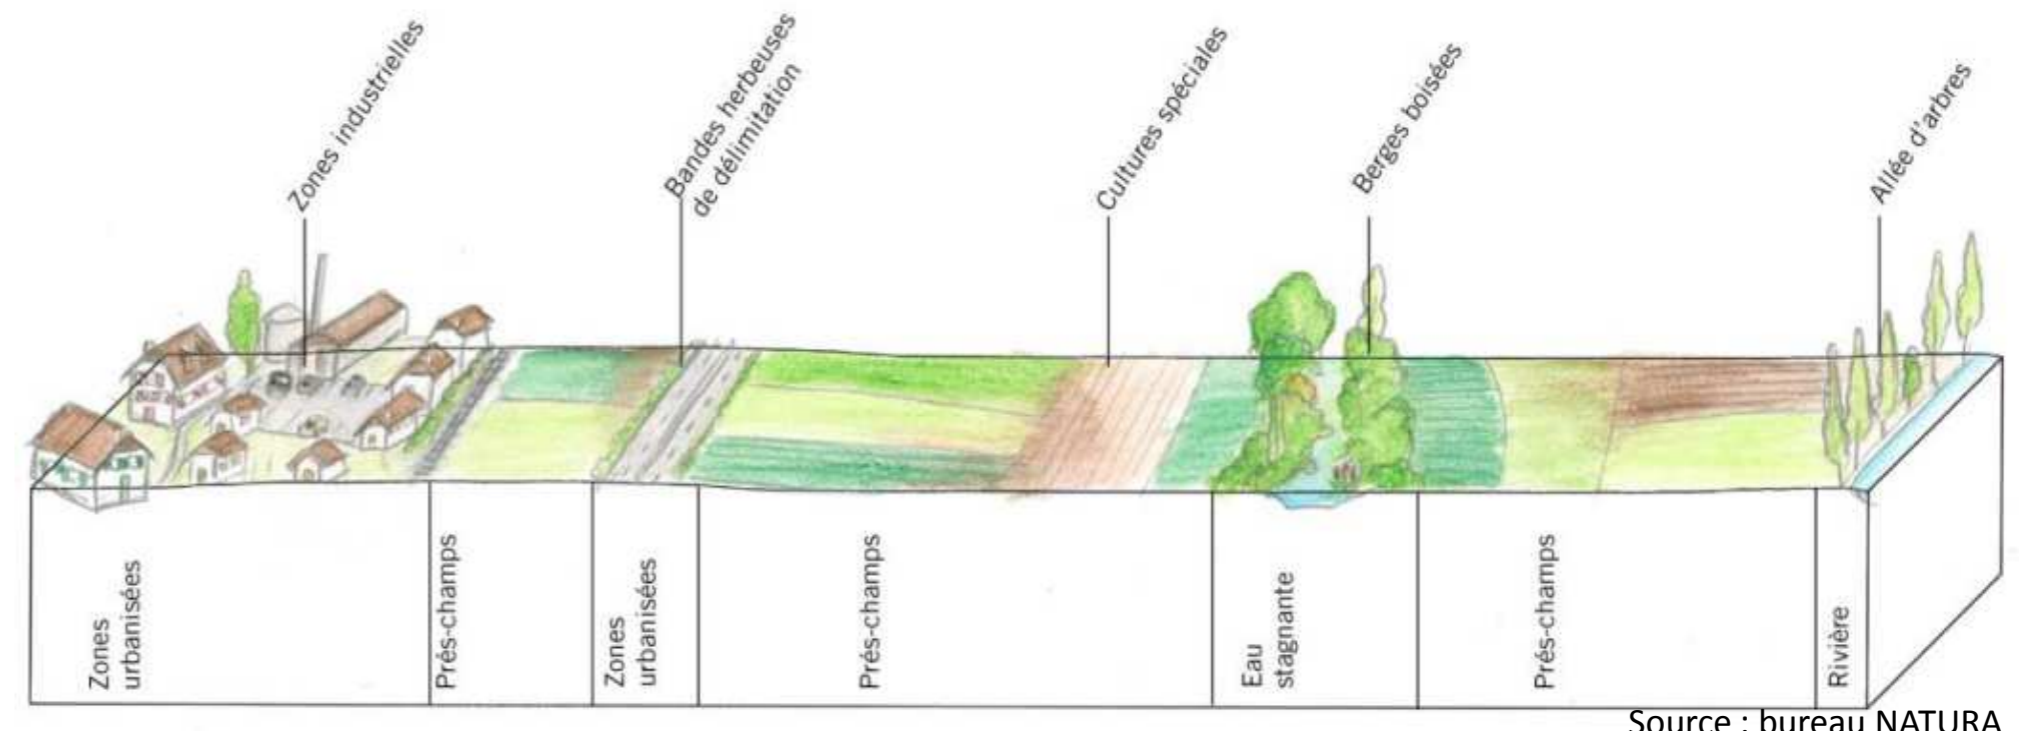 Zones industrielles
Bandes herbeuses
de délimitation
Cultures spéciales
Berges boisées
Allée d'arbres
Zones
urbanisées
Prés-champs
Zones
urbanisées
Prés-champs
Eau
stagnante
Prés-champs
Rivière
Source : bureau NATURA